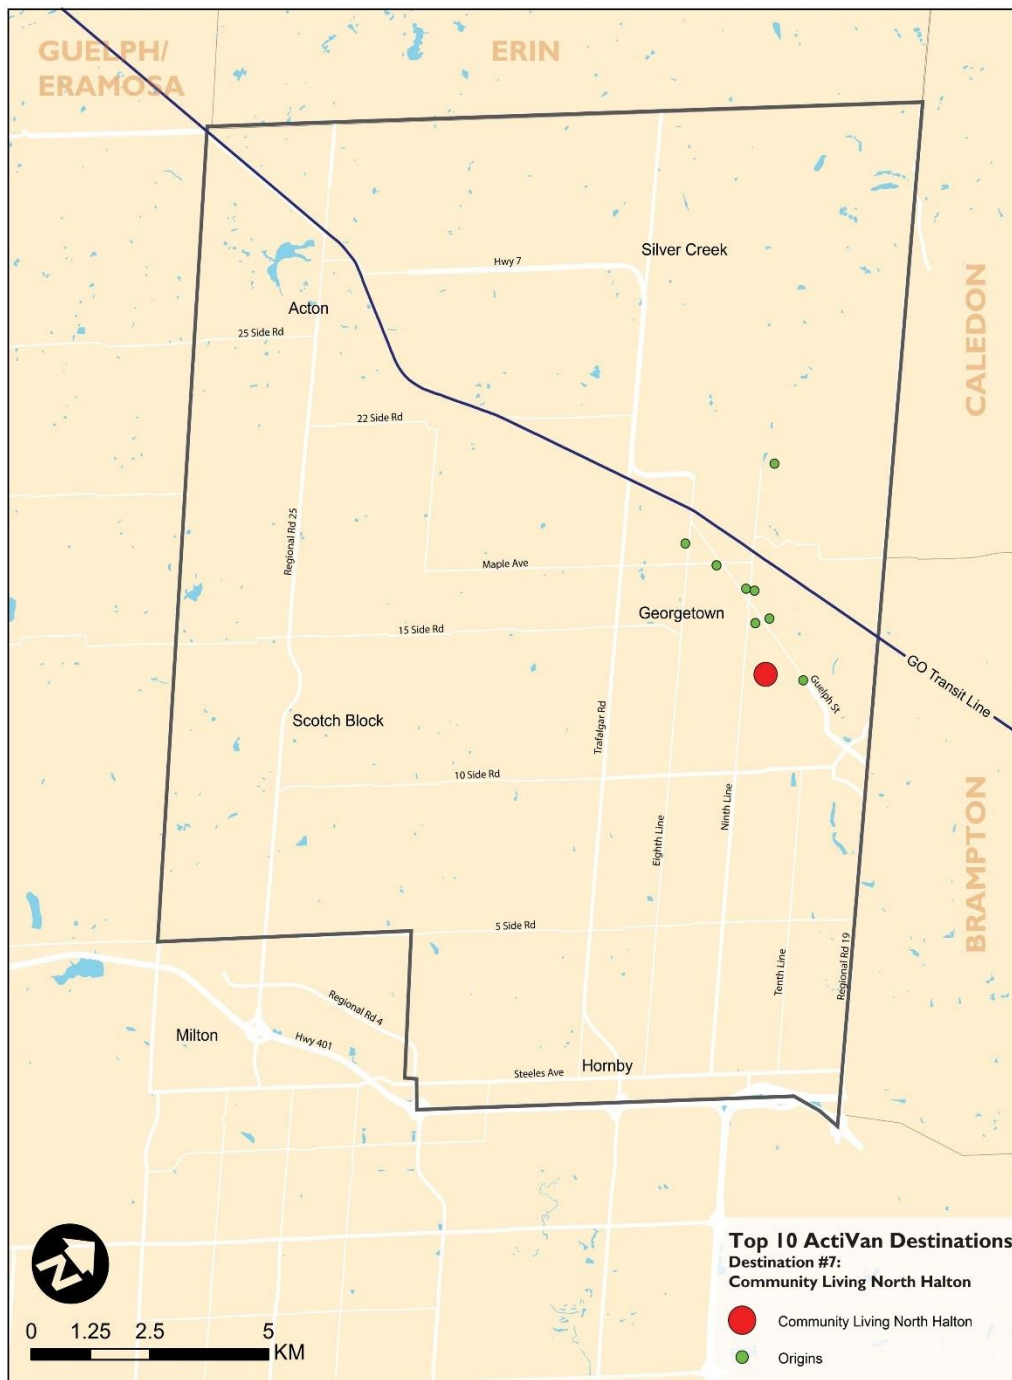 GUELPH/
ERAMOSA
ERIN
Silver Creek
Hwy 7
Acton
25 Side Rd
CALEDON
22 Side Rd
Regional Rd 25
Maple Ave
Georgetown
15 Side Rd
GO Transit Line
Guelph St
Scotch Block
Trafalgar Rd
10 Side Rd
Ninth Line
Eighth Line
BRAMPTON
5 Side Rd
Tenth Line
Regional Rd 19
Regional Rd 4
Milton
Hwy 401
Hornby
Steeles Ave
N
0 1.25 2.5 5
KM
Top 10 ActiVan Destinations
Destination #7:
Community Living North Halton
Community Living North Halton
Origins